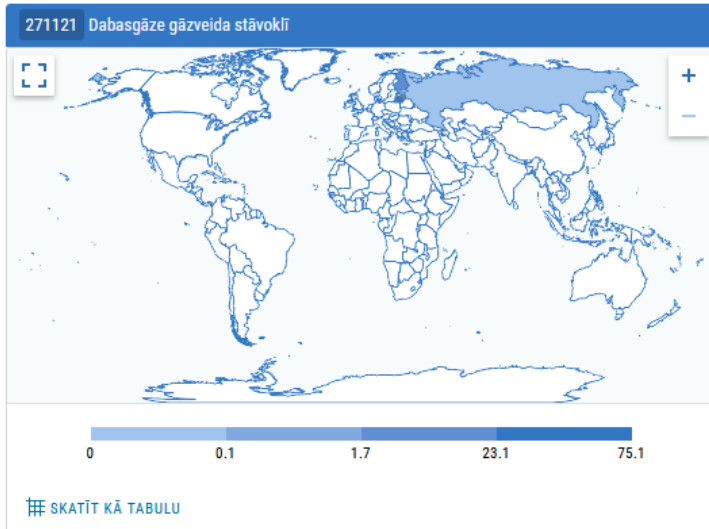 271121 Dabasgāze gāzveida stāvoklī
+
−
0 0.1 1.7 23.1 75.1
SKATĪT KĀ TABULU